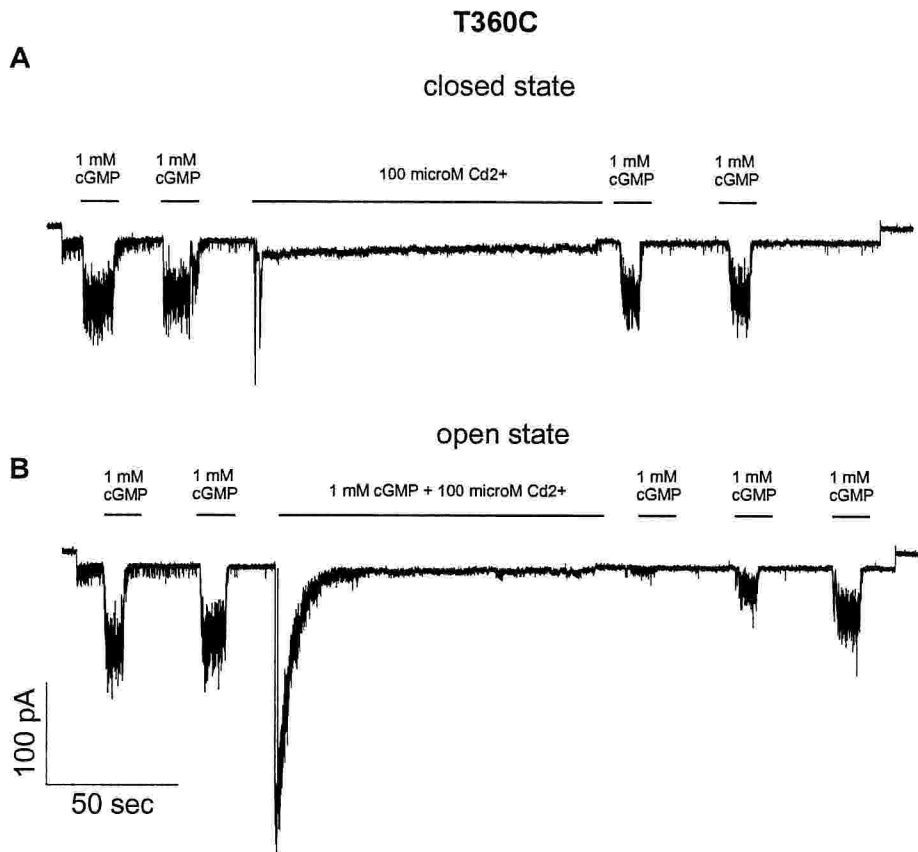 T360C
A
closed state
1 mM
cGMP
1 mM
cGMP
100 microM Cd2+
1 mM
cGMP
1 mM
cGMP
open state
B
1 mM
cGMP
1 mM
cGMP
1 mM cGMP + 100 microM Cd2+
1 mM
cGMP
1 mM
cGMP
1 mM
cGMP
100 pA
50 sec